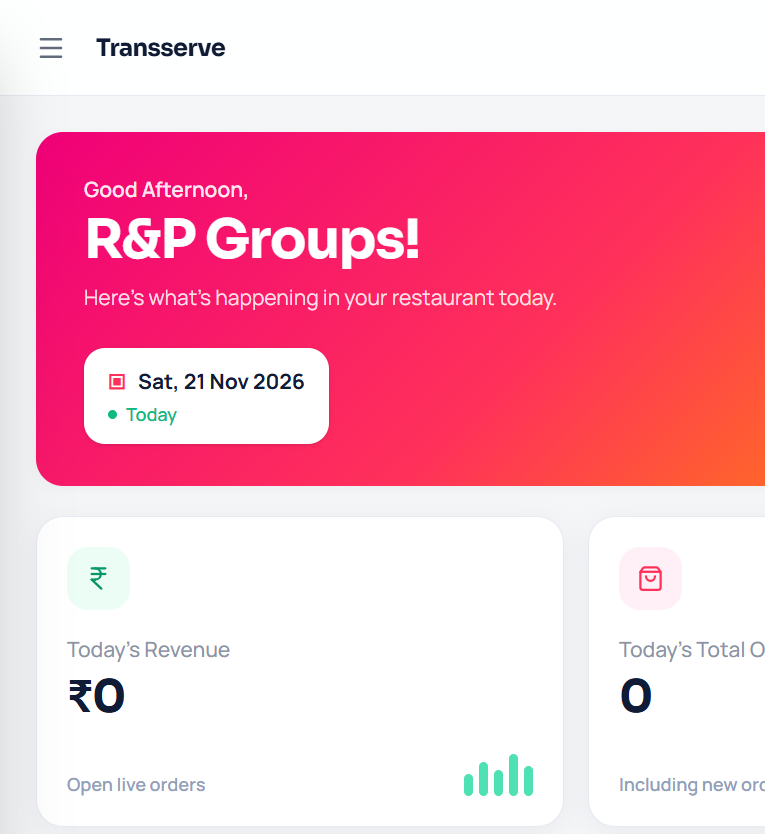 Transserve
Good Afternoon,
R&P Groups!
Here's what's happening in your restaurant today.
Sat, 21 Nov 2026
Today
₹
Today's Revenue
₹0
Open live orders
Today's Total O
0
Including new ord